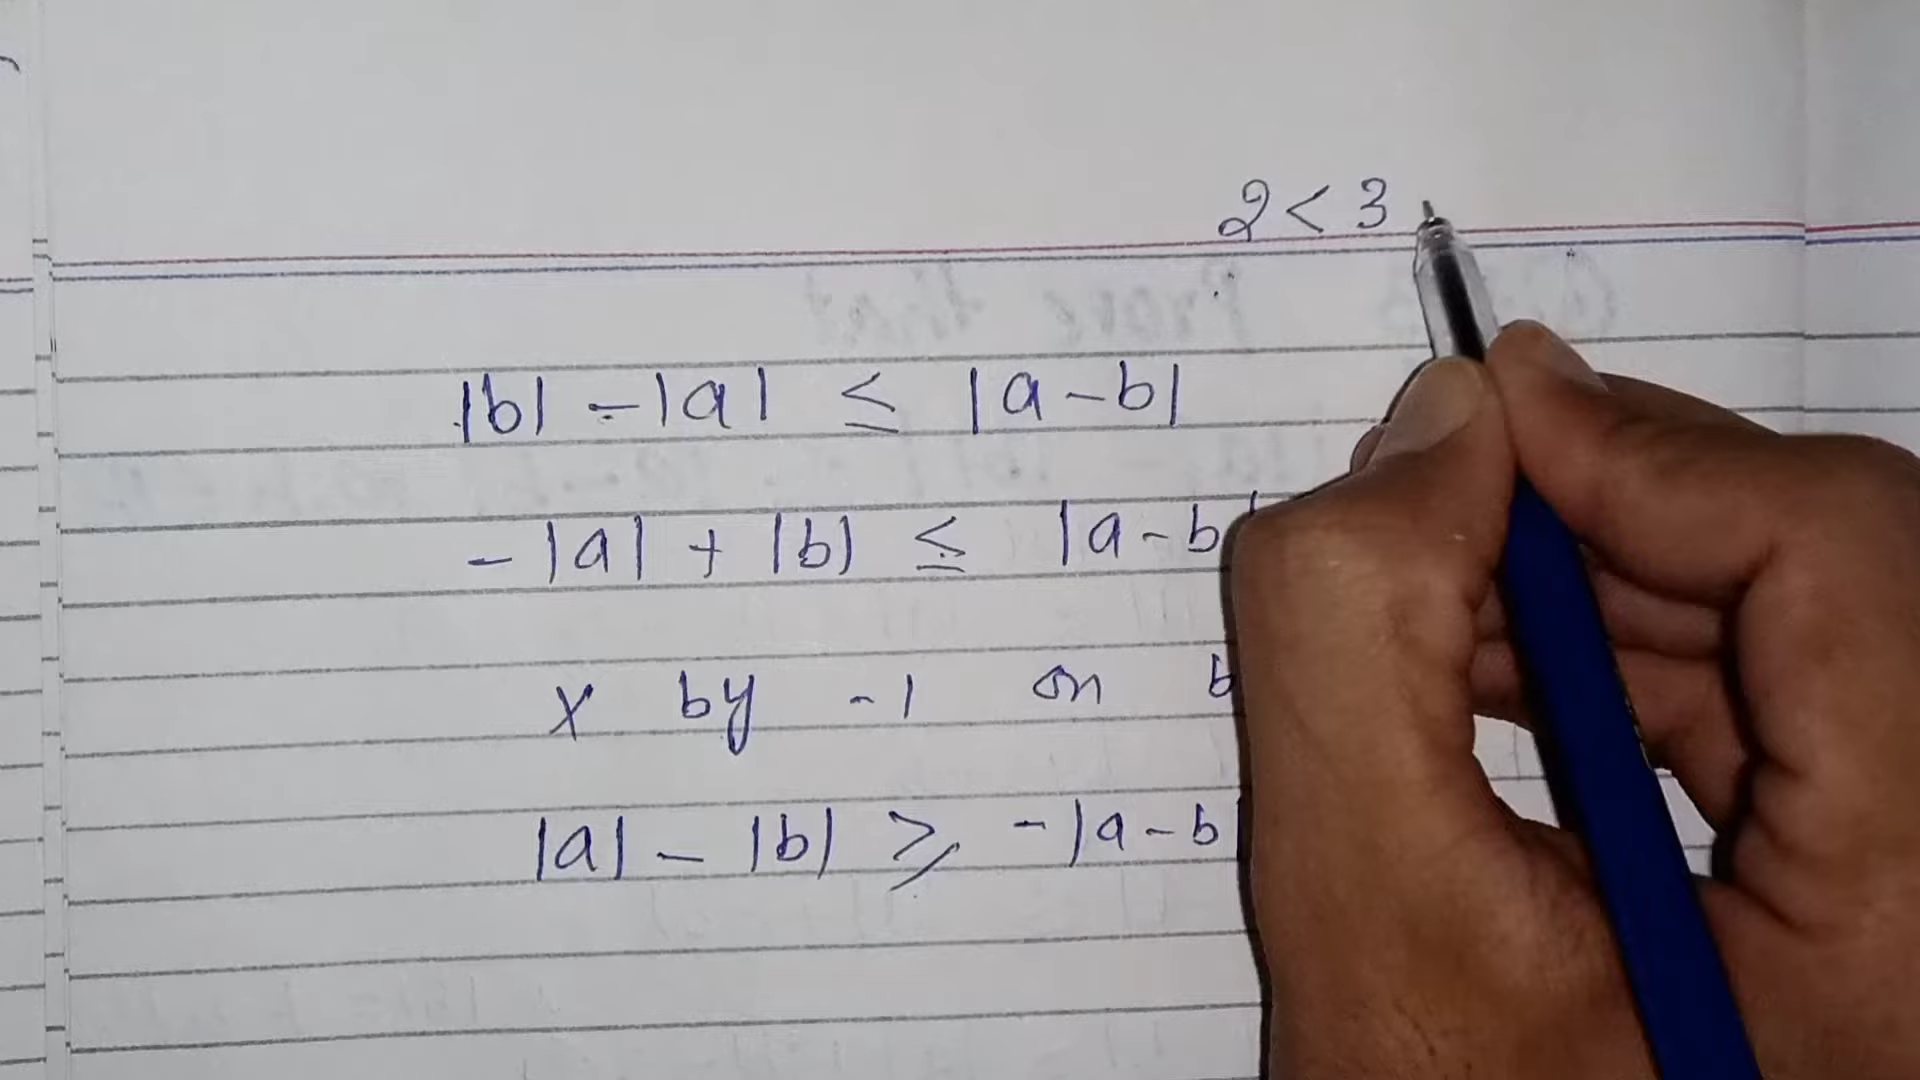 2 < 3
|b| - |a| ≤ |a - b|
- |a| + |b| ≤ |a - b|
x by -1 on b
|a| - |b| ≥ - |a - b|